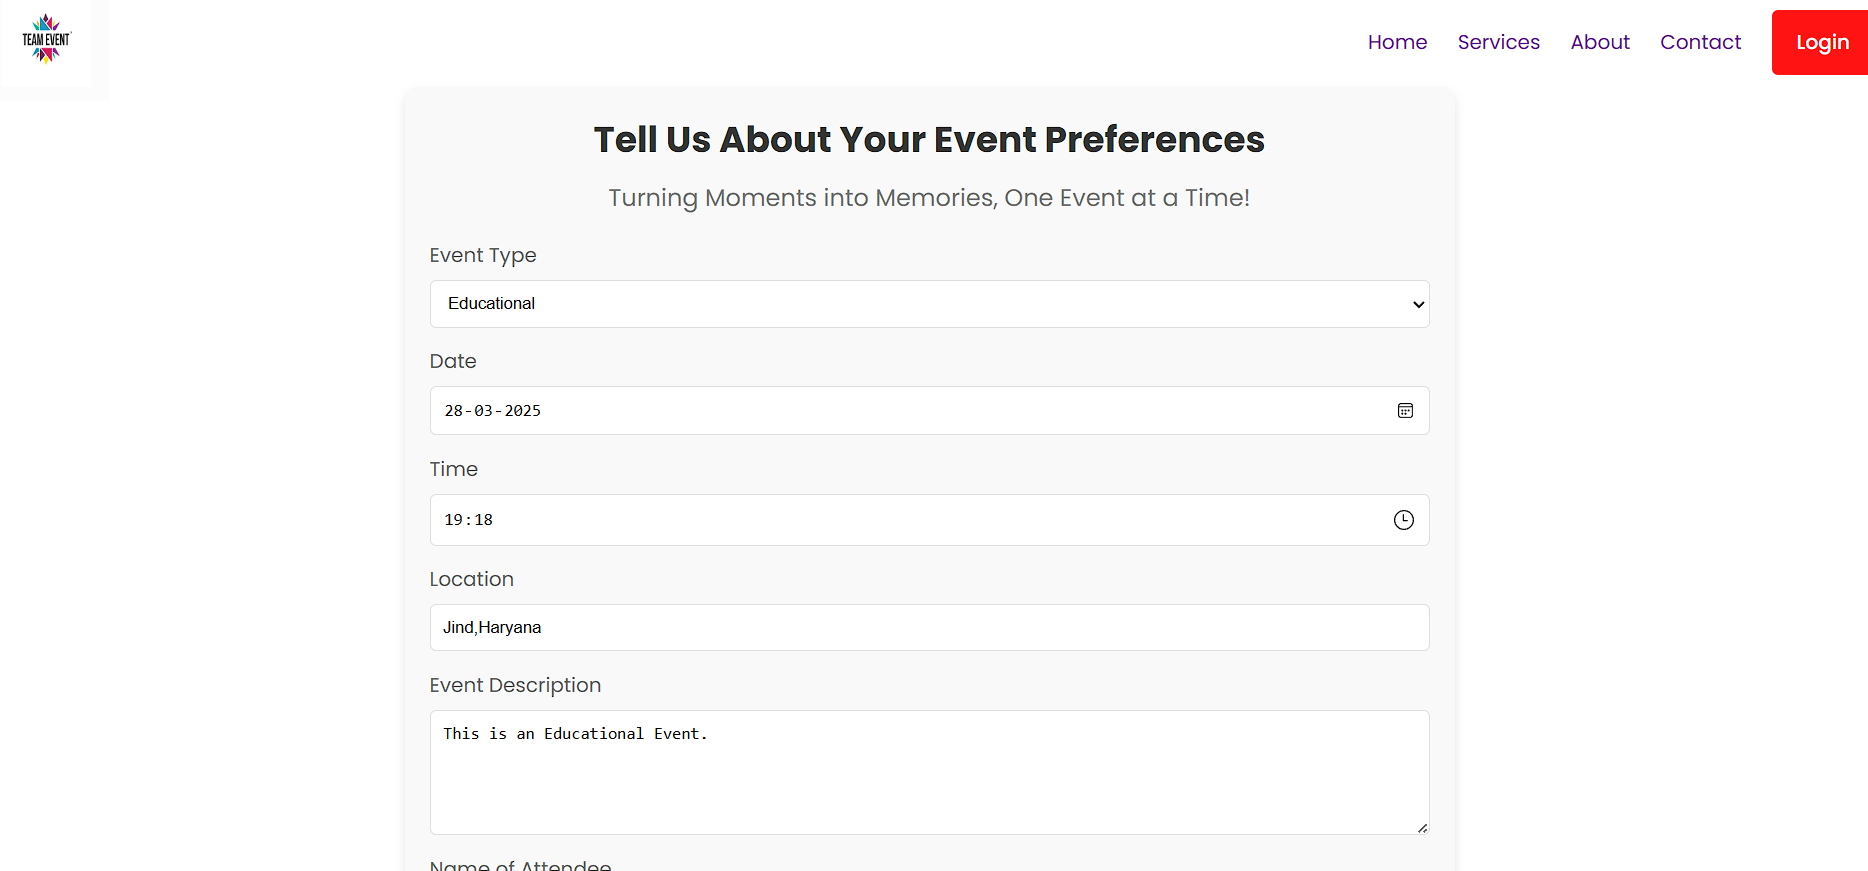 TEAM EVENT
Home Services About Contact Login
Tell Us About Your Event Preferences
Turning Moments into Memories, One Event at a Time!
Event Type
Educational
Date
28-03-2025
Time
19:18
Location
Jind,Haryana
Event Description
This is an Educational Event.
Name of Attendee